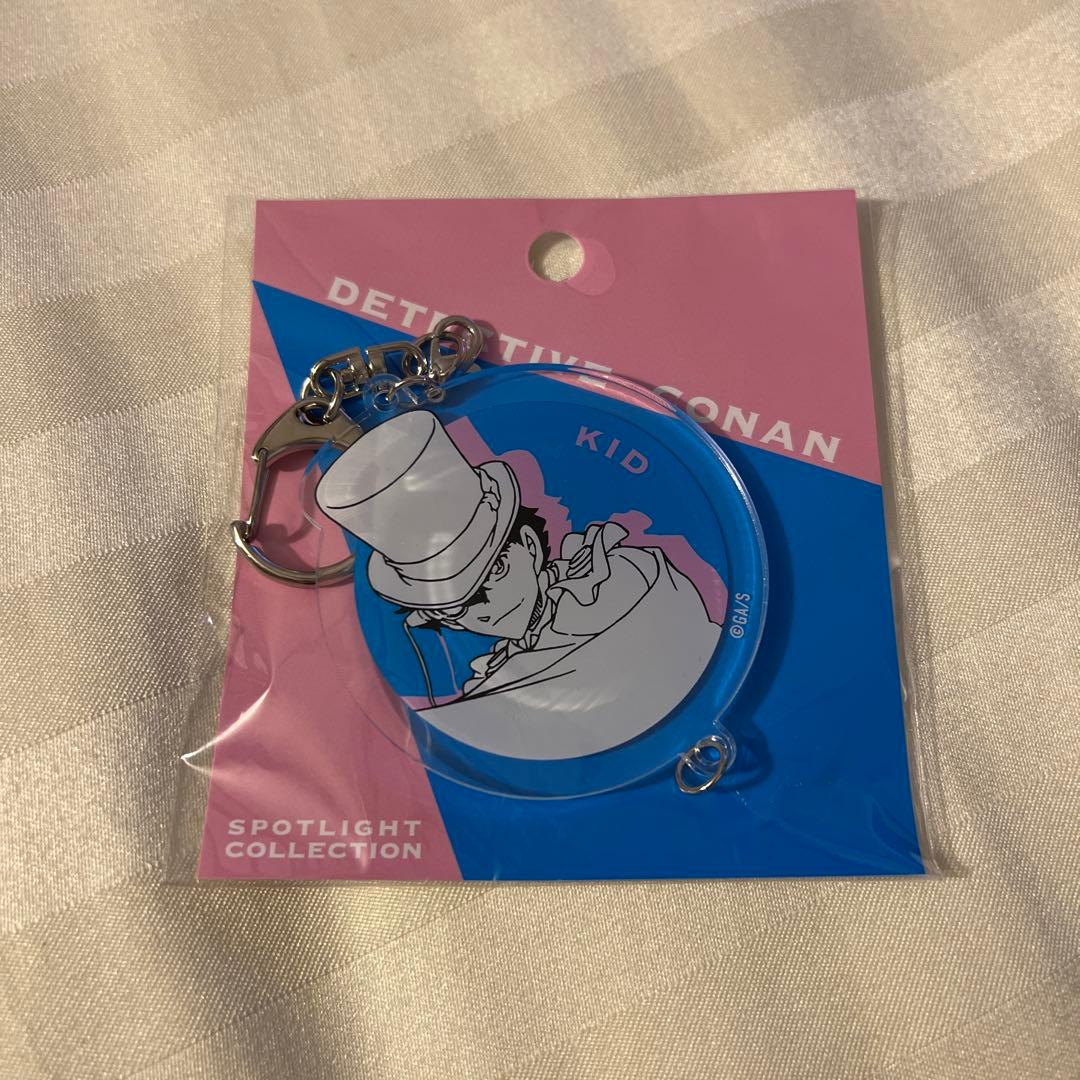 DETECTIVE CONAN
KID
©GA/S
SPOTLIGHT
COLLECTION